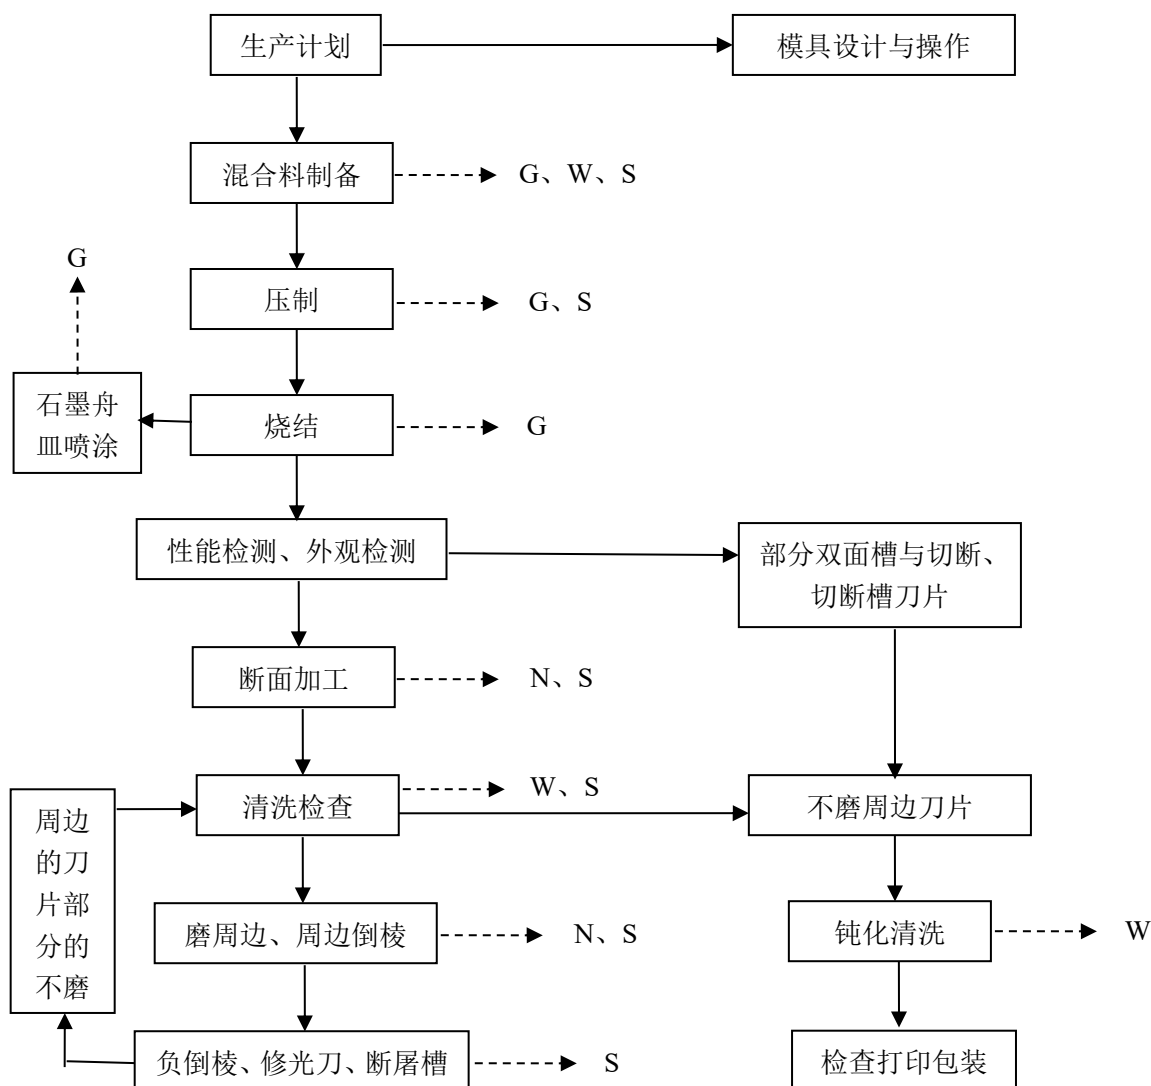 生产计划
模具设计与操作
混合料制备
G、W、S
G
压制
G、S
石墨舟
皿喷涂
烧结
G
性能检测、外观检测
部分双面槽与切断、
切断槽刀片
断面加工
N、S
周边
的刀
片部
分的
不磨
清洗检查
W、S
不磨周边刀片
磨周边、周边倒棱
N、S
钝化清洗
W
负倒棱、修光刀、断屠槽
S
检查打印包装